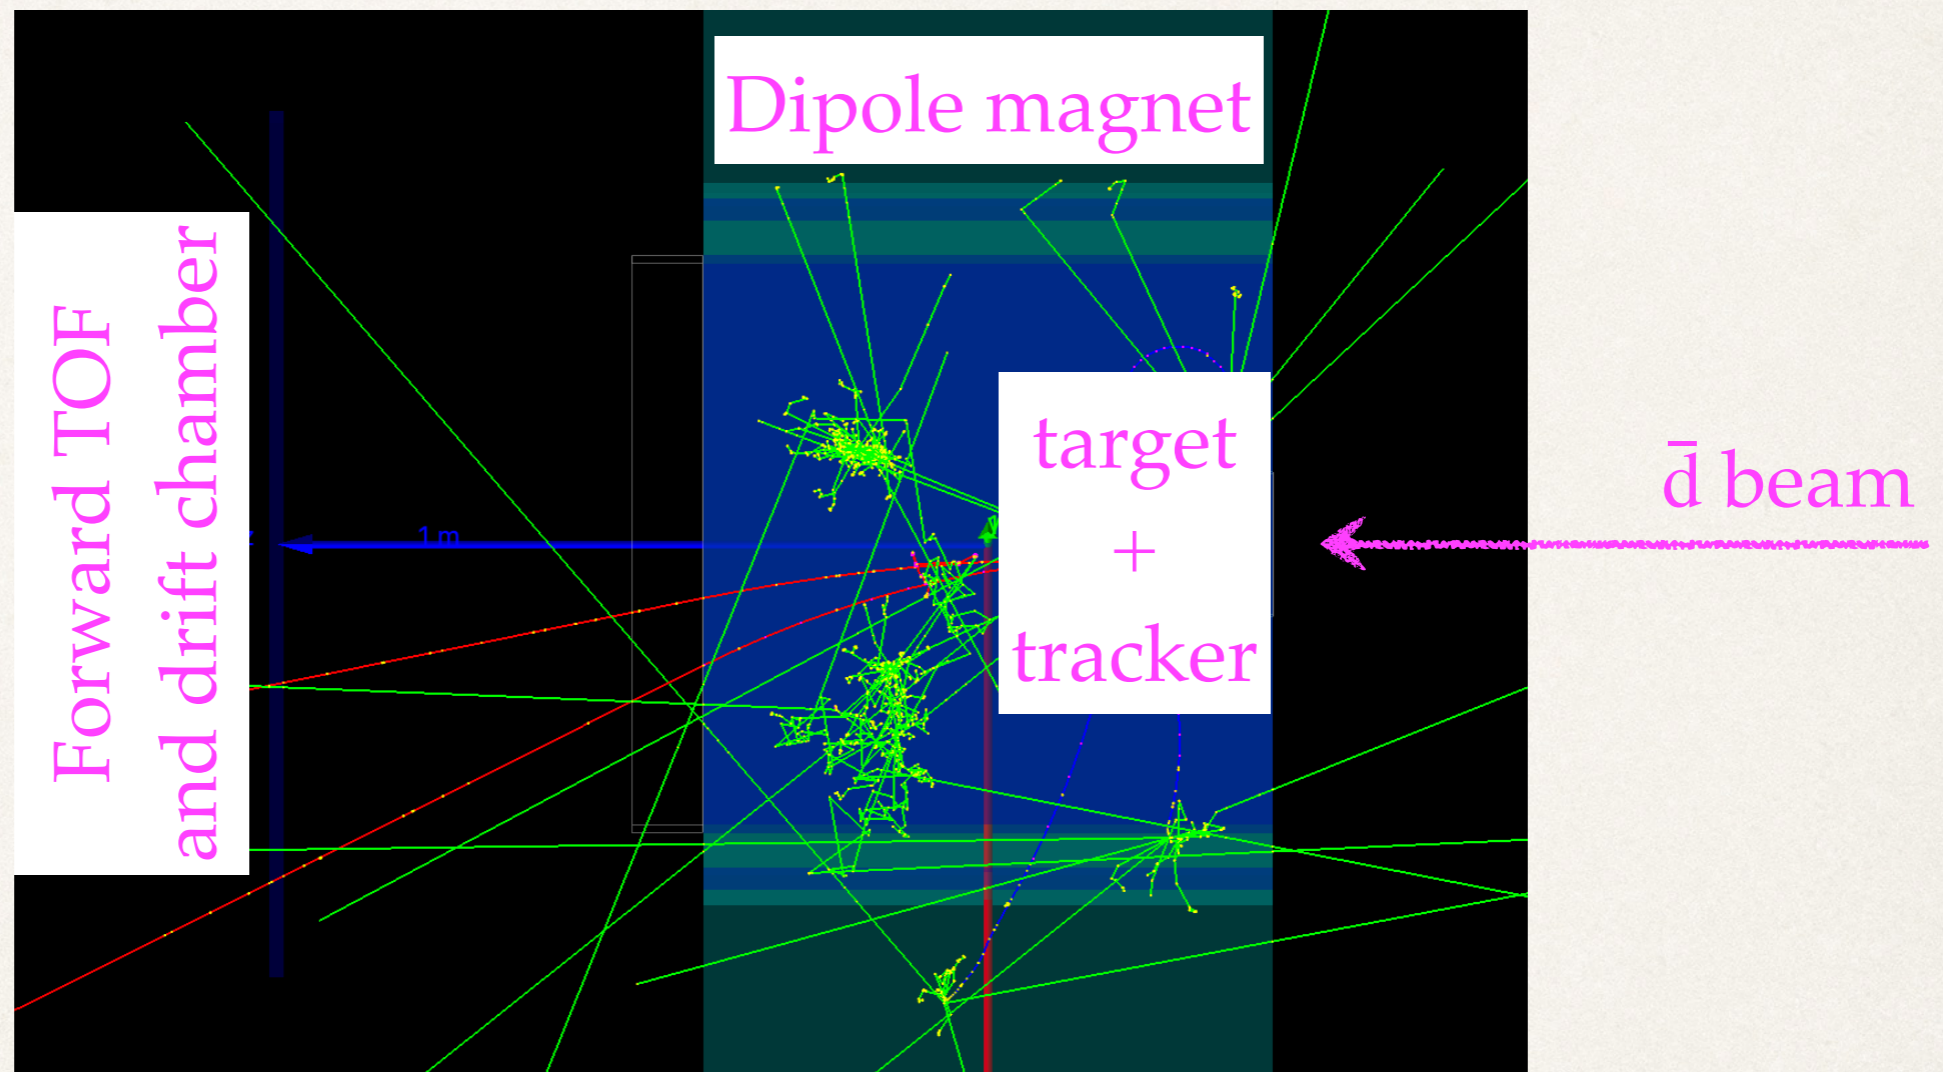 Dipole magnet
Forward TOF
and drift chamber
target
+
tracker
d̄ beam
1 m